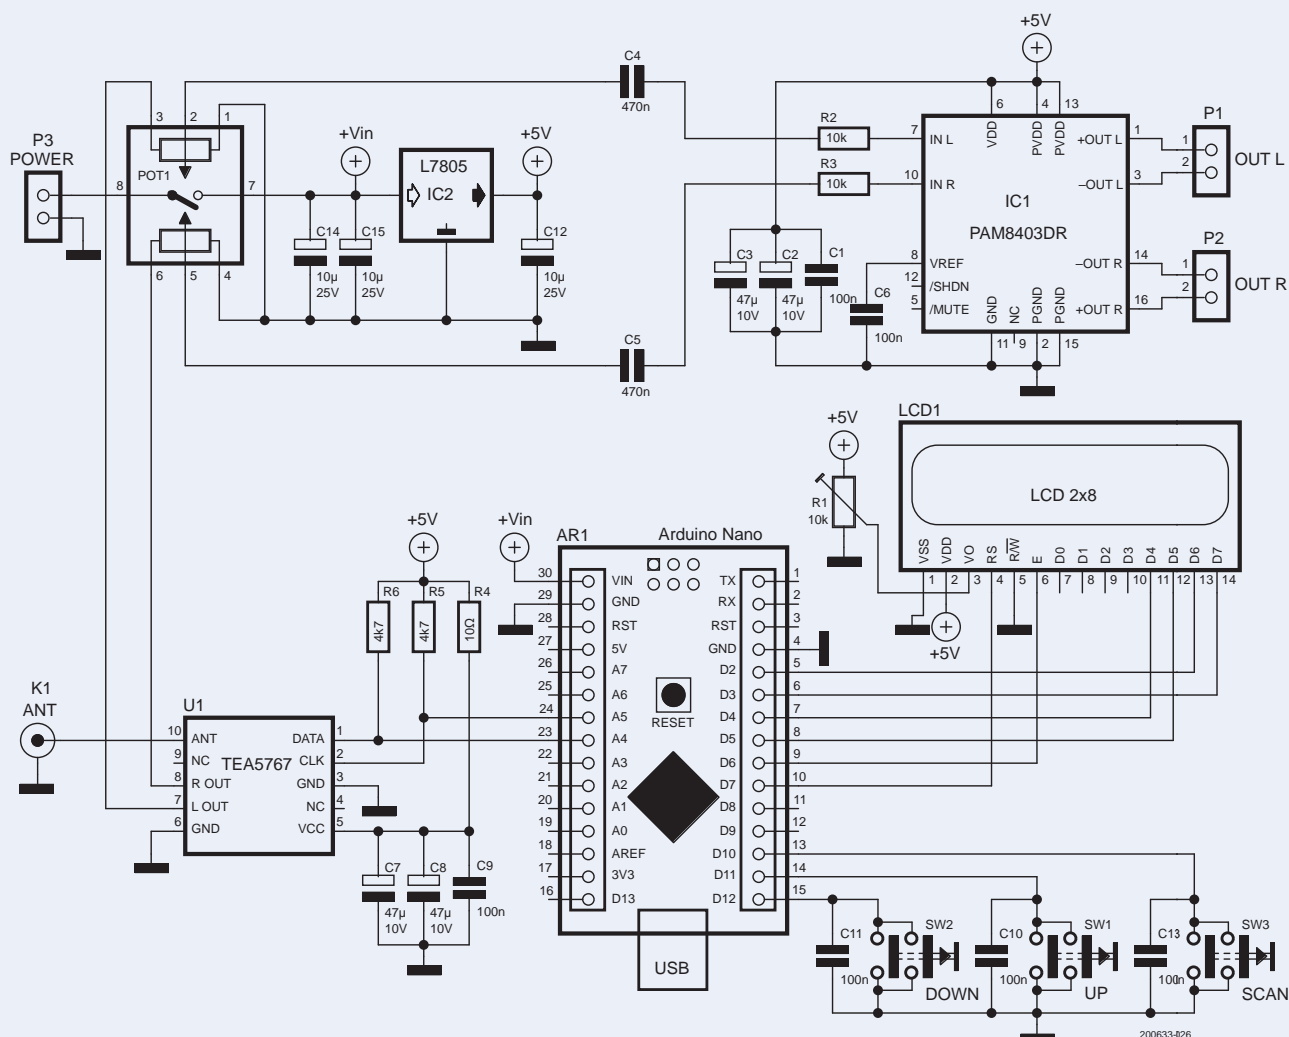 +5V
C4
470n
P3
POWER
3 2 1
POT1
8 7
6 5 4
+Vin
L7805
IC2
+5V
C14
10µ
25V
C15
10µ
25V
C12
10µ
25V
C5
470n
R2
10k
R3
10k
7 IN L
10 IN R
6 4 13
VDD
PVDD
PVDD
+OUT L 1
–OUT L 3
IC1
PAM8403DR
8 VREF
12 /SHDN
5 /MUTE
–OUT R 14
+OUT R 16
GND
NC
PGND
PGND
11 9 2 15
P1
1
2
OUT L
P2
1
2
OUT R
C3
47µ
10V
C2
47µ
10V
C1
100n
C6
100n
LCD1
LCD 2x8
+5V
R1
10k
VSS
VDD
VO
RS
R/W
E
D0
D1
D2
D3
D4
D5
D6
D7
1 2 3 4 5 6 7 8 9 10 11 12 13 14
+5V
+5V
+Vin
AR1
Arduino Nano
R6
4k7
R5
4k7
R4
10Ω
30 VIN
29 GND
28 RST
27 5V
26 A7
25 A6
24 A5
23 A4
22 A3
21 A2
20 A1
19 A0
18 AREF
17 3V3
16 D13
TX 1
RX 2
RST 3
GND 4
D2 5
D3 6
D4 7
D5 8
D6 9
D7 10
D8 11
D9 12
D10 13
D11 14
D12 15
RESET
USB
K1
ANT
U1
TEA5767
10 ANT
9 NC
8 R OUT
7 L OUT
6 GND
DATA 1
CLK 2
GND 3
NC 4
VCC 5
C7
47µ
10V
C8
47µ
10V
C9
100n
C11
100n
SW2
DOWN
C10
100n
SW1
UP
C13
100n
SW3
SCAN
200633-026